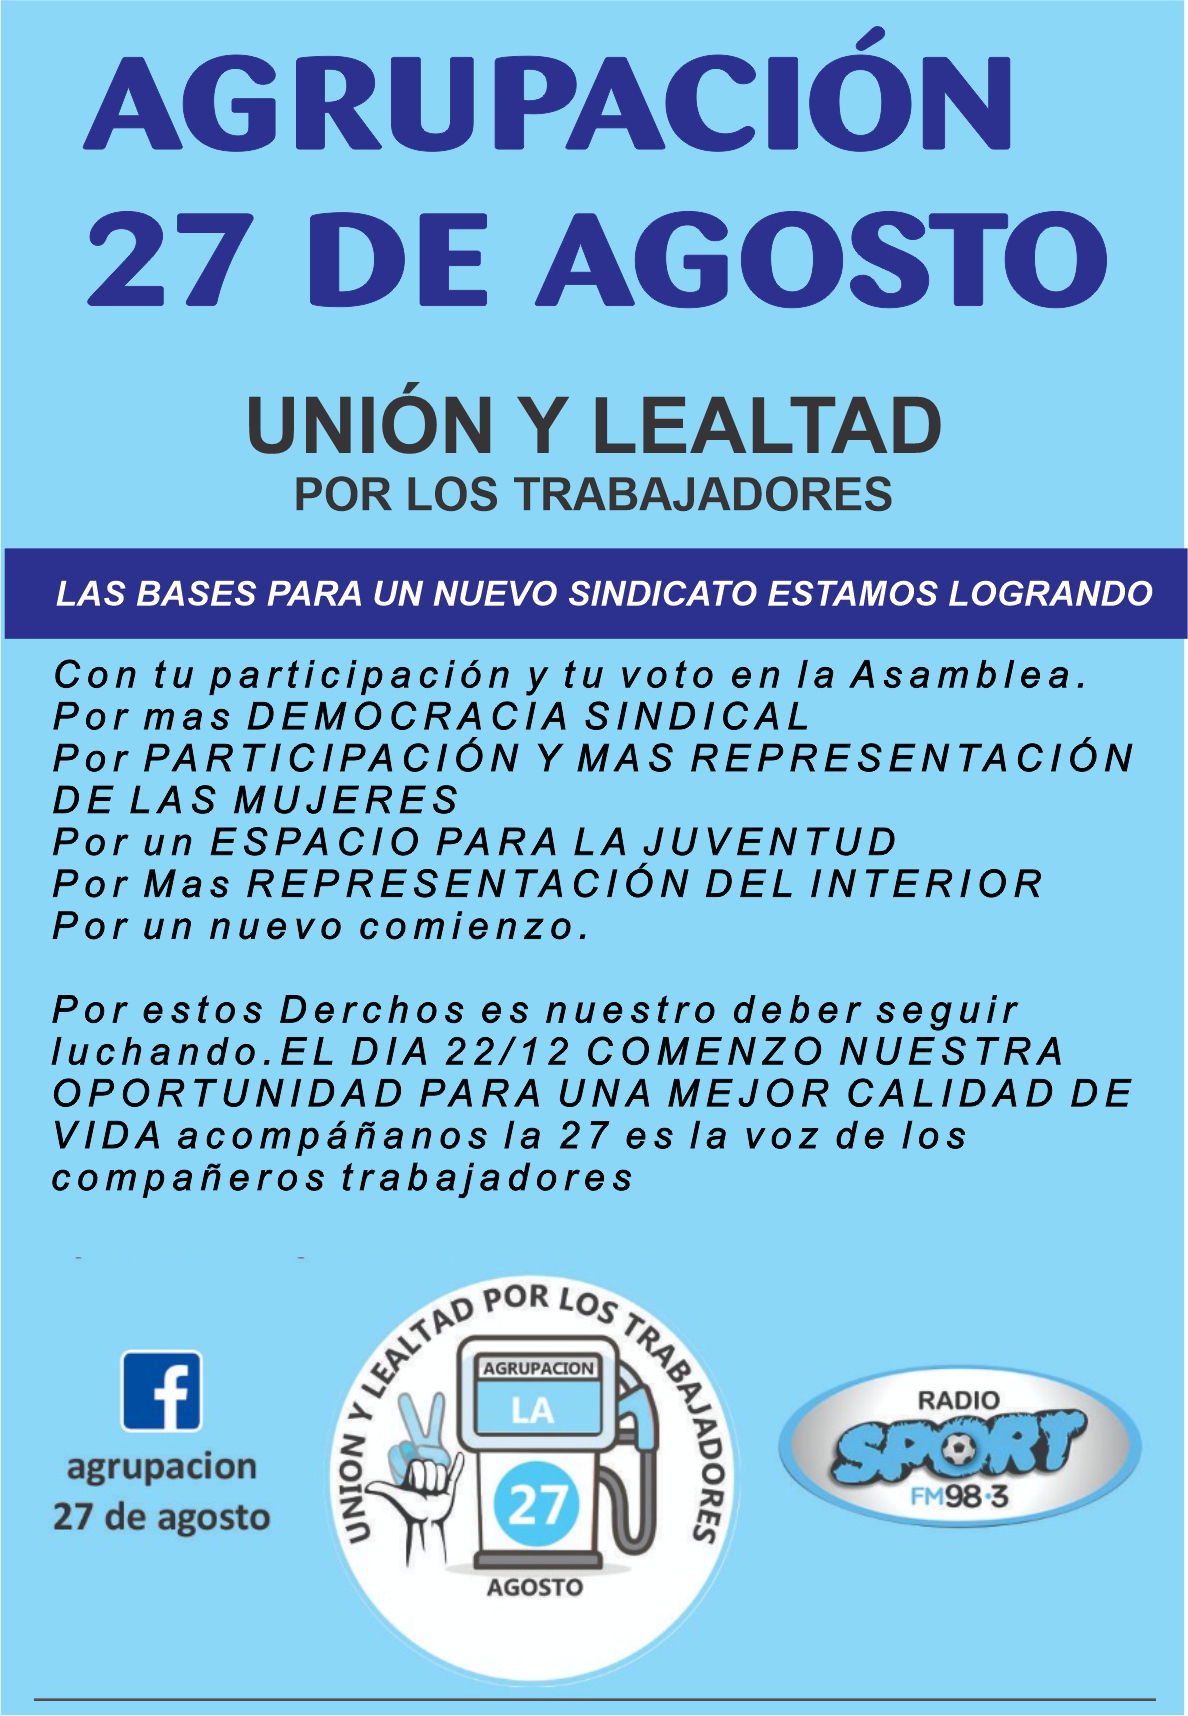 AGRUPACIÓN
27 DE AGOSTO
UNIÓN Y LEALTAD
POR LOS TRABAJADORES
LAS BASES PARA UN NUEVO SINDICATO ESTAMOS LOGRANDO
Con tu participación y tu voto en la Asamblea.
Por mas DEMOCRACIA SINDICAL
Por PARTICIPACIÓN Y MAS REPRESENTACIÓN
DE LAS MUJERES
Por un ESPACIO PARA LA JUVENTUD
Por Mas REPRESENTACIÓN DEL INTERIOR
Por un nuevo comienzo.
Por estos Derchos es nuestro deber seguir
luchando.EL DIA 22/12 COMENZO NUESTRA
OPORTUNIDAD PARA UNA MEJOR CALIDAD DE
VIDA acompáñanos la 27 es la voz de los
compañeros trabajadores
f
agrupacion
27 de agosto
UNION Y LEALTAD POR LOS TRABAJADORES
AGRUPACION
LA
27
AGOSTO
RADIO
SPORT
FM98.3